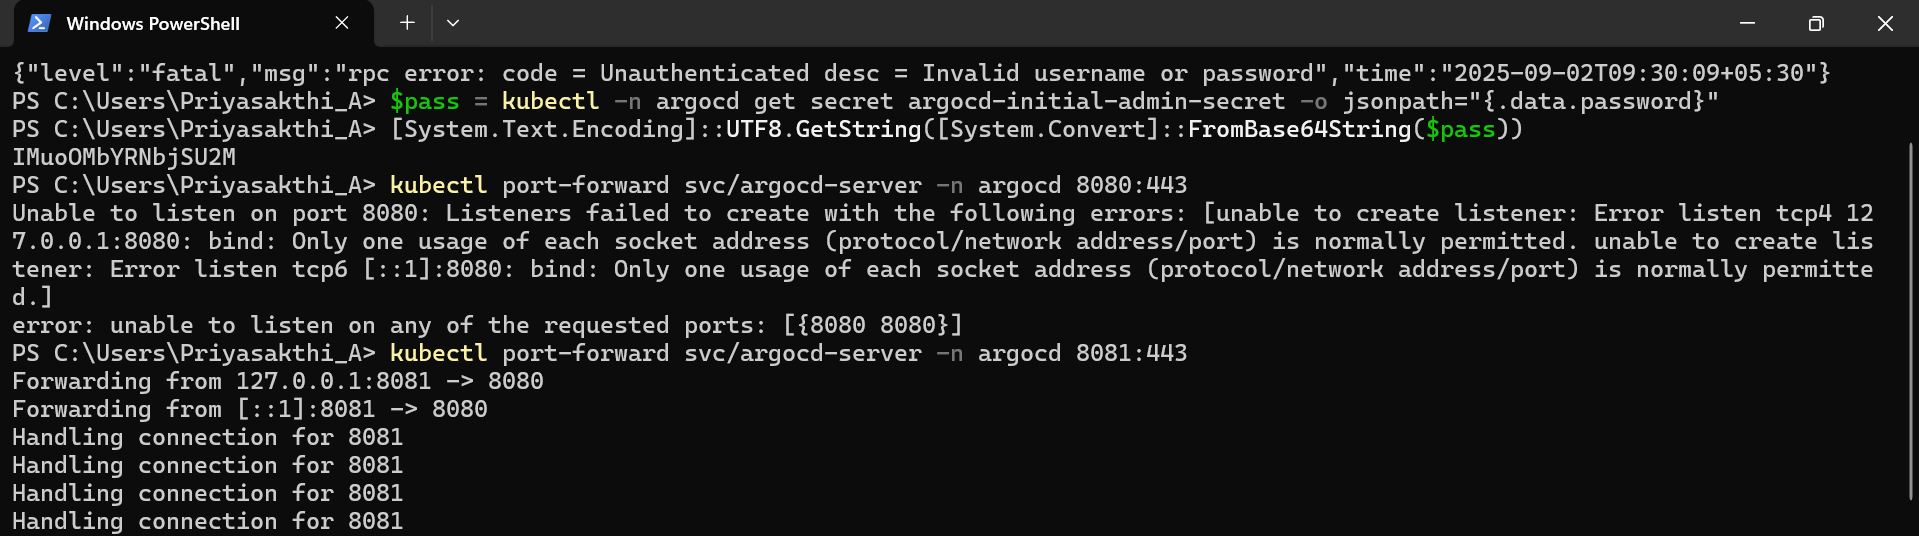 Windows PowerShell
{"level":"fatal","msg":"rpc error: code = Unauthenticated desc = Invalid username or password","time":"2025-09-02T09:30:09+05:30"}
PS C:\Users\Priyasakthi_A> $pass = kubectl -n argocd get secret argocd-initial-admin-secret -o jsonpath="{.data.password}"
PS C:\Users\Priyasakthi_A> [System.Text.Encoding]::UTF8.GetString([System.Convert]::FromBase64String($pass))
IMuoOMbYRNbjSU2M
PS C:\Users\Priyasakthi_A> kubectl port-forward svc/argocd-server -n argocd 8080:443
Unable to listen on port 8080: Listeners failed to create with the following errors: [unable to create listener: Error listen tcp4 12
7.0.0.1:8080: bind: Only one usage of each socket address (protocol/network address/port) is normally permitted. unable to create lis
tener: Error listen tcp6 [::1]:8080: bind: Only one usage of each socket address (protocol/network address/port) is normally permitte
d.]
error: unable to listen on any of the requested ports: [{8080 8080}]
PS C:\Users\Priyasakthi_A> kubectl port-forward svc/argocd-server -n argocd 8081:443
Forwarding from 127.0.0.1:8081 -> 8080
Forwarding from [::1]:8081 -> 8080
Handling connection for 8081
Handling connection for 8081
Handling connection for 8081
Handling connection for 8081